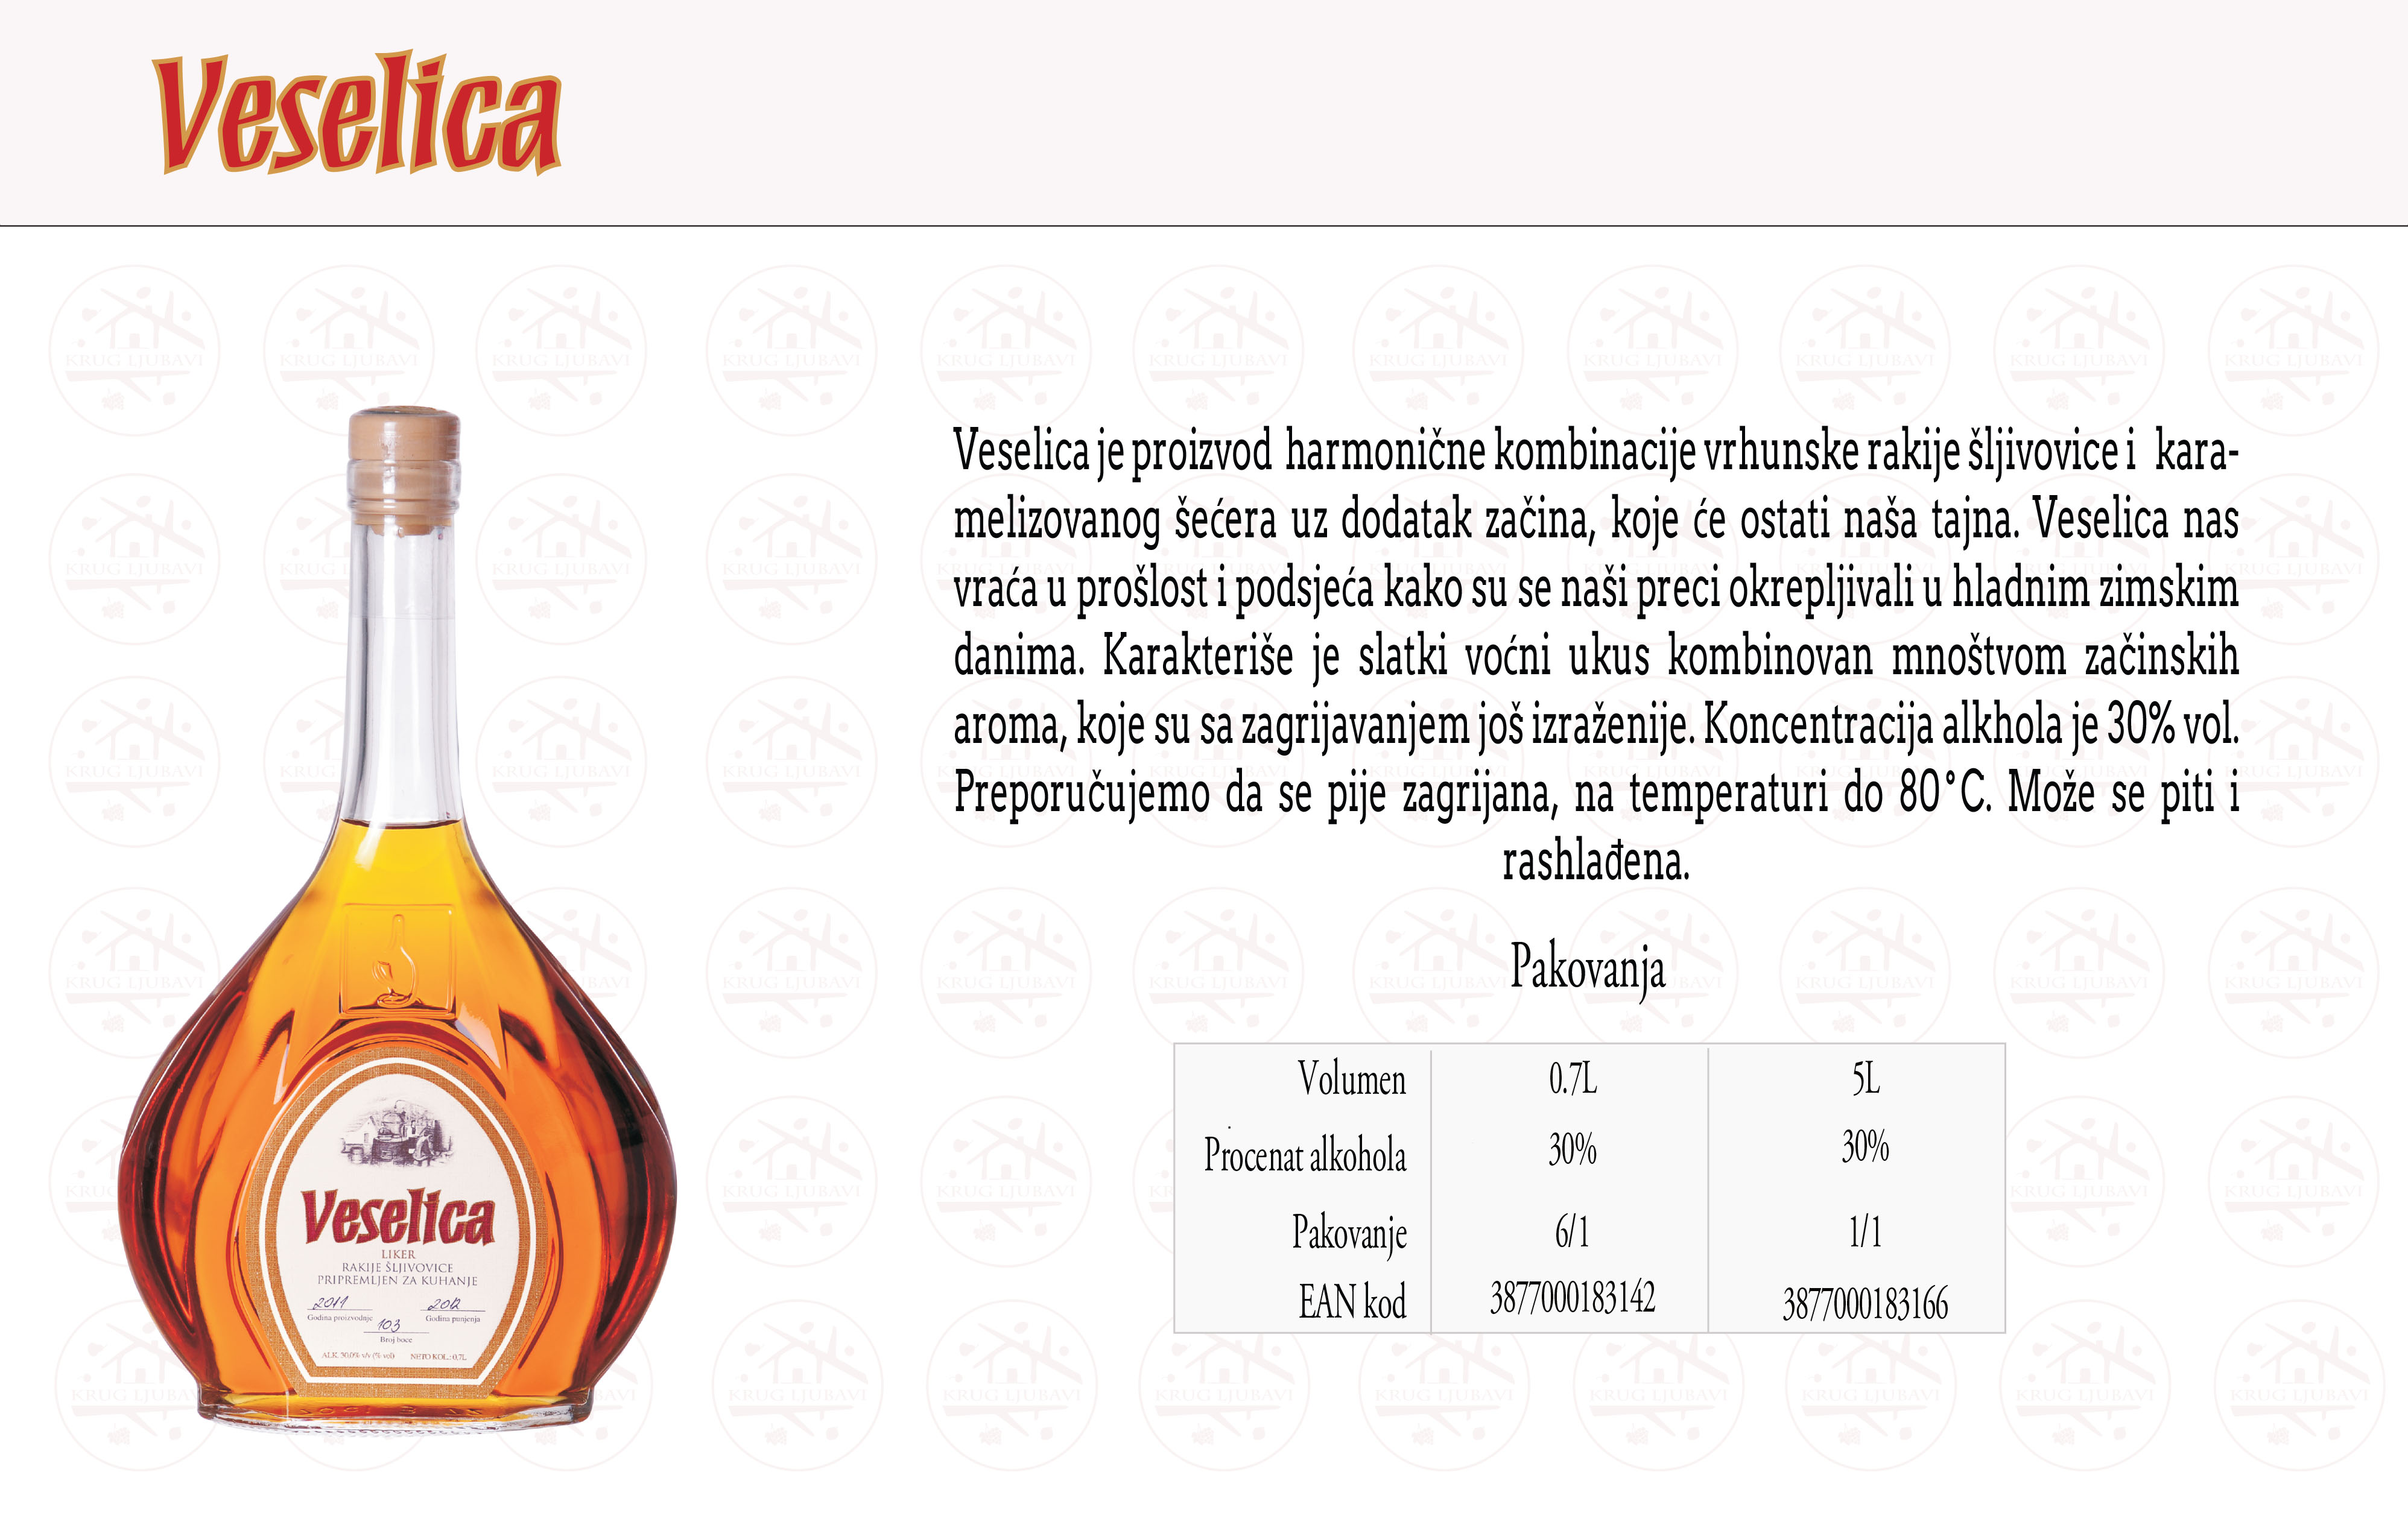 Veselica
Veselica je proizvod harmonične kombinacije vrhunske rakije šljivovice i kara-
melizovanog šećera uz dodatak začina, koje će ostati naša tajna. Veselica nas
vraća u prošlost i podsjeća kako su se naši preci okrepljivali u hladnim zimskim
danima. Karakteriše je slatki voćni ukus kombinovan mnoštvom začinskih
aroma, koje su sa zagrijavanjem još izraženije. Koncentracija alkhola je 30% vol.
Preporučujemo da se pije zagrijana, na temperaturi do 80°C. Može se piti i
rashlađena.
Pakovanja
Volumen 0.7L 5L
Procenat alkohola 30% 30%
Pakovanje 6/1 1/1
EAN kod 3877000183142 3877000183166
Veselica
LIKER
RAKIJE ŠLJIVOVICE
PRIPREMLJEN ZA KUHANJE
2011 2012
Godina proizvodnje Godina punjenja
103
Broj boce
ALK. 30.0% v/v (% vol) NETO KOL.: 0,7L
KRUG LJUBAVI